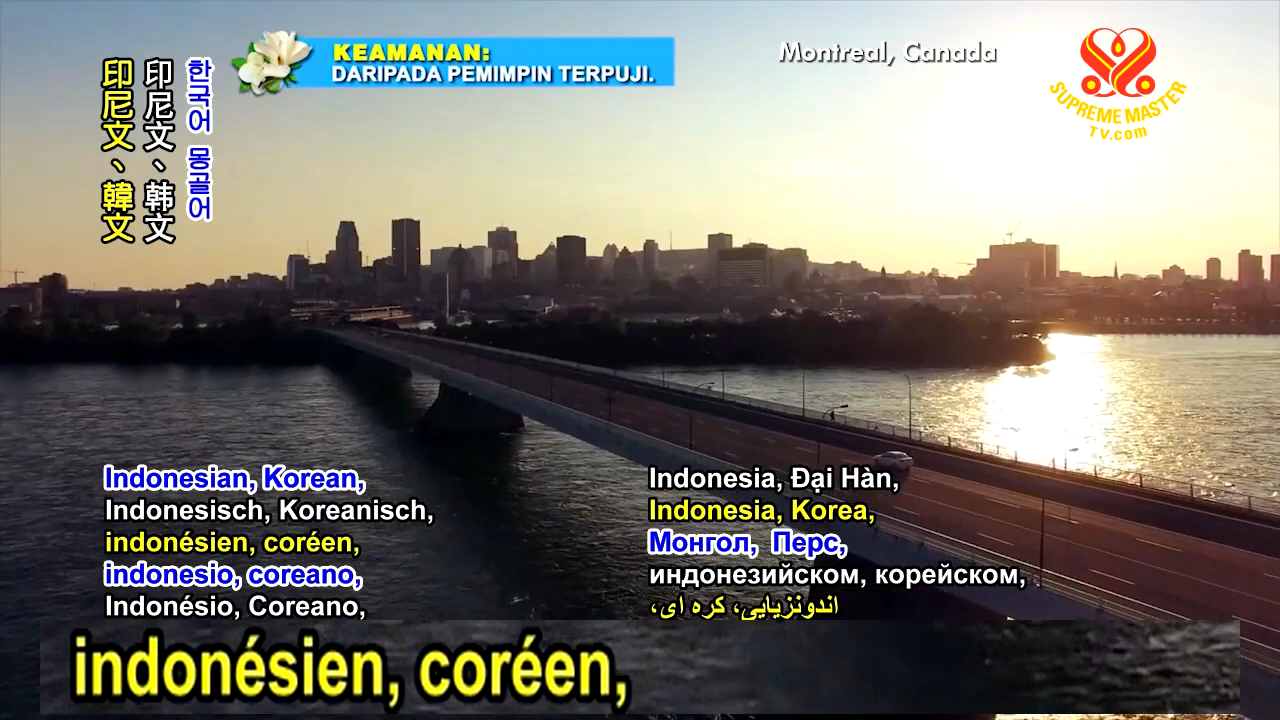 KEAMANAN:
DARIPADA PEMIMPIN TERPUJI.
Montreal, Canada
SUPREME MASTER
TV.com
印尼文、韓文
印尼文、韩文
한국어 몽골어
Indonesian, Korean,
Indonesisch, Koreanisch,
indonésien, coréen,
indonesio, coreano,
Indonésio, Coreano,
Indonesia, Đại Hàn,
Indonesia, Korea,
Монгол, Перс,
индонезийском, корейском,
اندونزیایی، کره ای،
indonésien, coréen,